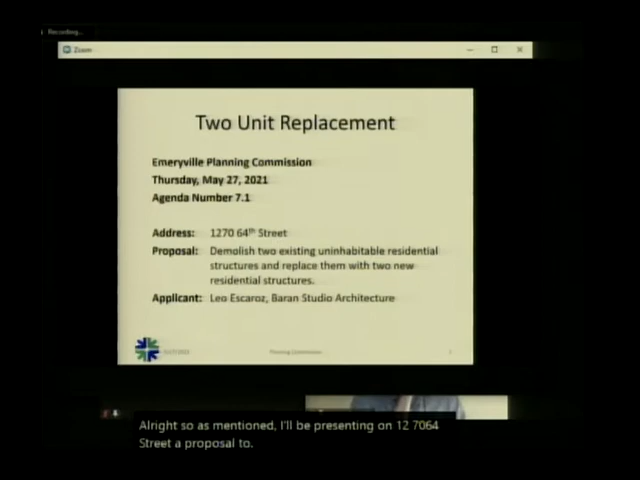 Recording...
Zoom
Two Unit Replacement
Emeryville Planning Commission
Thursday, May 27, 2021
Agenda Number 7.1
Address: 1270 64th Street
Proposal: Demolish two existing uninhabitable residential
structures and replace them with two new
residential structures.
Applicant: Leo Escaroz, Baran Studio Architecture
Planning Commission
Alright so as mentioned, I'll be presenting on 12 7064
Street a proposal to.